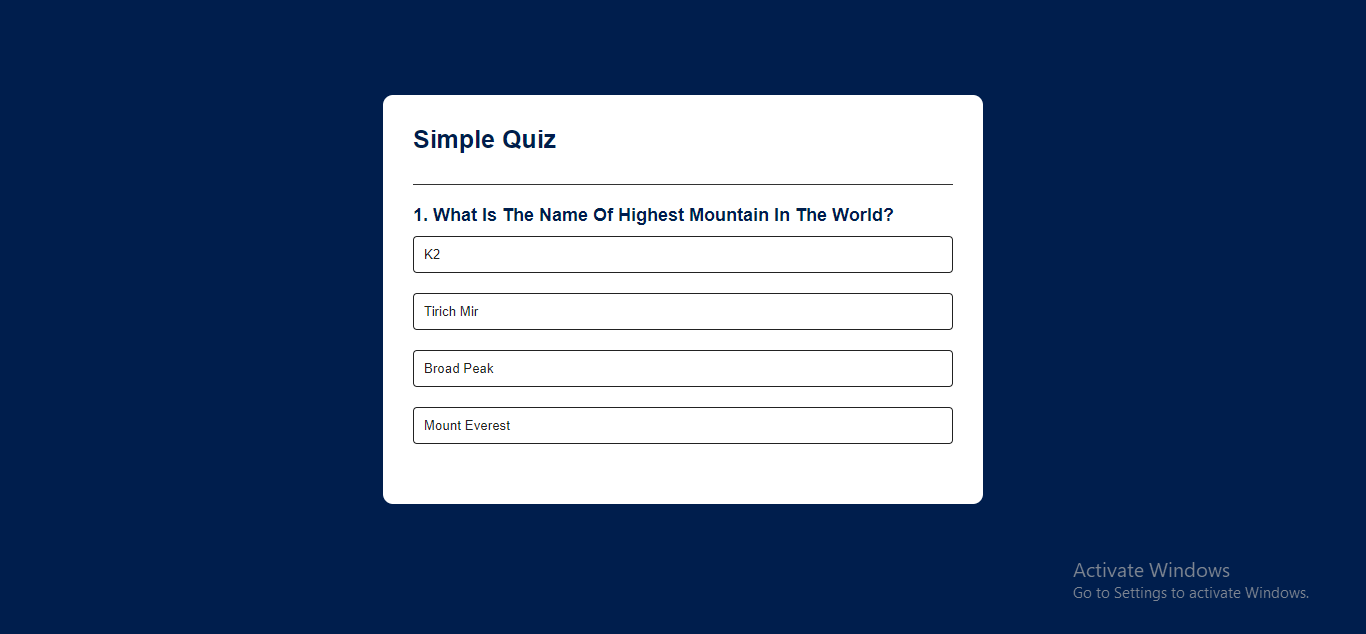 Simple Quiz
1. What Is The Name Of Highest Mountain In The World?
K2
Tirich Mir
Broad Peak
Mount Everest
Activate Windows
Go to Settings to activate Windows.